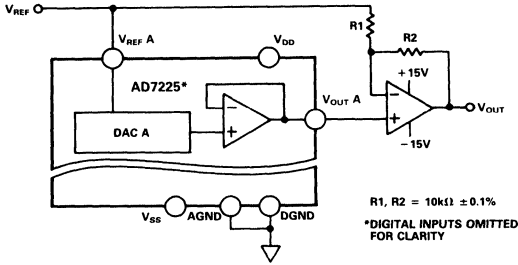 VREF
R1
R2
VREF A
VDD
+15V
AD7225*
VOUT A
VOUT
DAC A
−
+
−
+
−15V
R1, R2 = 10kΩ ±0.1%
VSS
AGND
DGND
*DIGITAL INPUTS OMITTED
FOR CLARITY